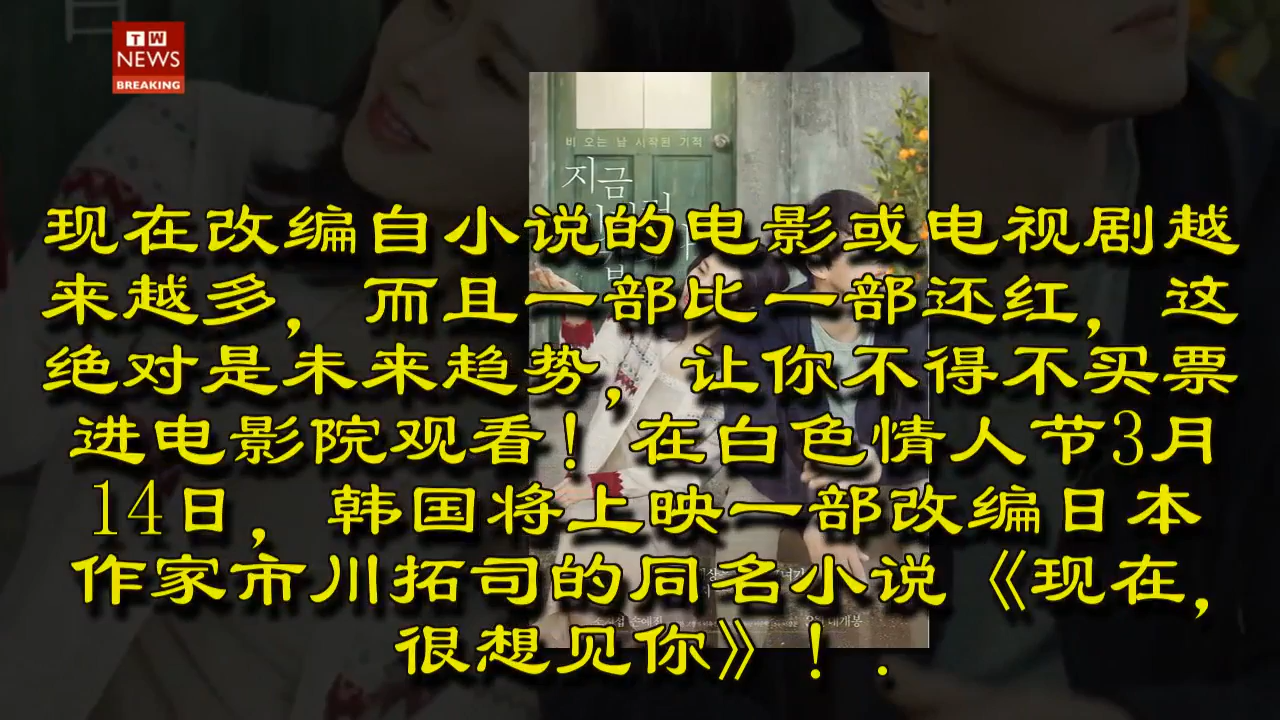 TW
NEWS
BREAKING
비 오는 날 시작된 기적
지금
现在改编自小说的电影或电视剧越
来越多，而且一部比一部还红，这
绝对是未来趋势，让你不得不买票
进电影院观看！在白色情人节3月
14日，韩国将上映一部改编日本
作家市川拓司的同名小说《现在，
很想见你》！.